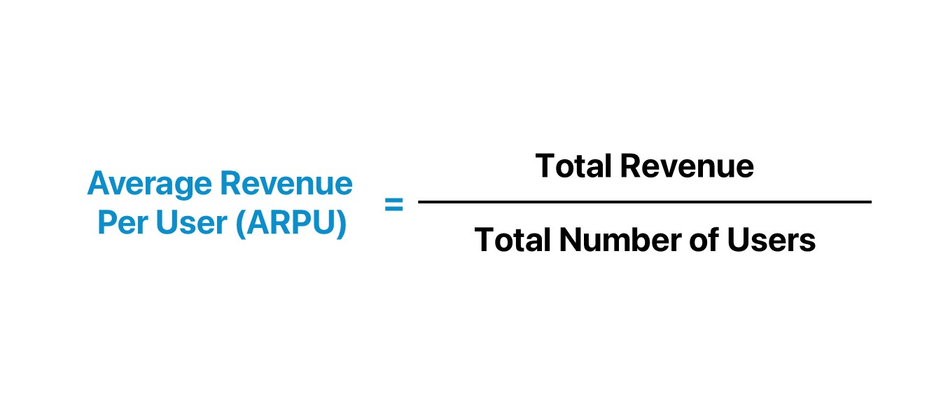 Average Revenue
Per User (ARPU)
=
Total Revenue
Total Number of Users